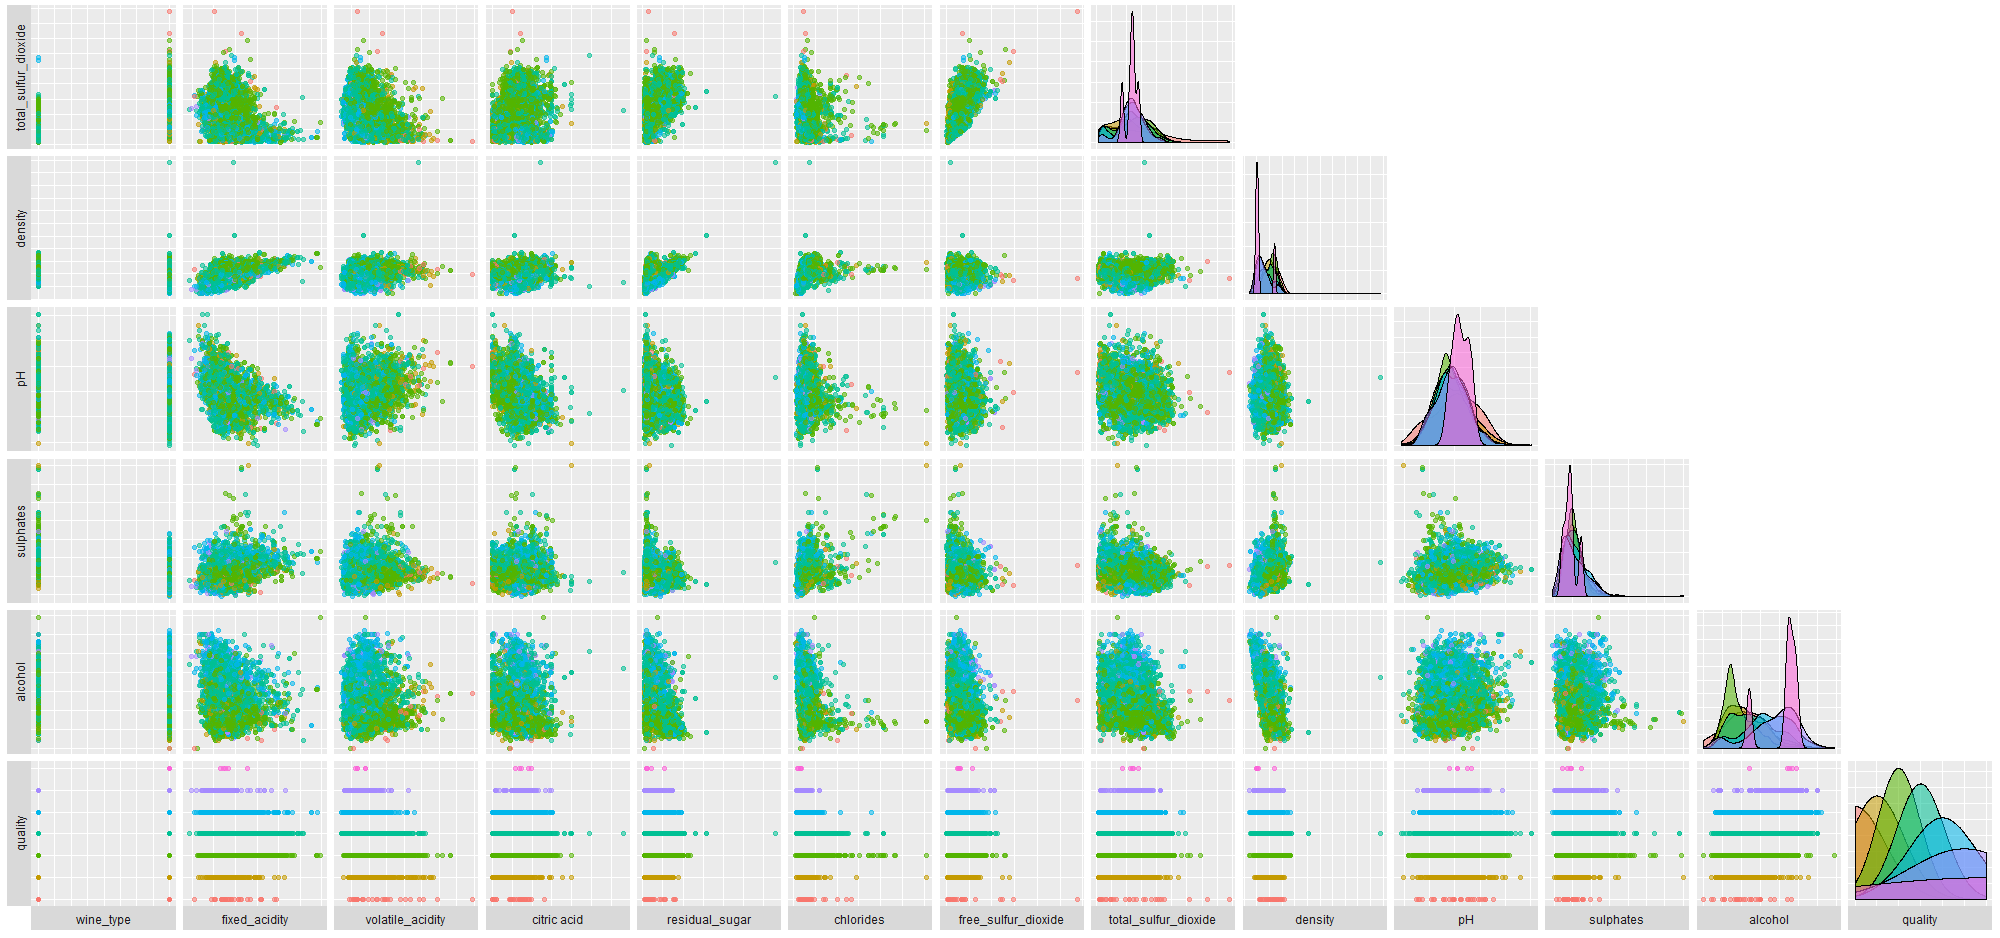 total_sulfur_dioxide
density
pH
sulphates
alcohol
quality
wine_type
fixed_acidity
volatile_acidity
citric acid
residual_sugar
chlorides
free_sulfur_dioxide
total_sulfur_dioxide
density
pH
sulphates
alcohol
quality